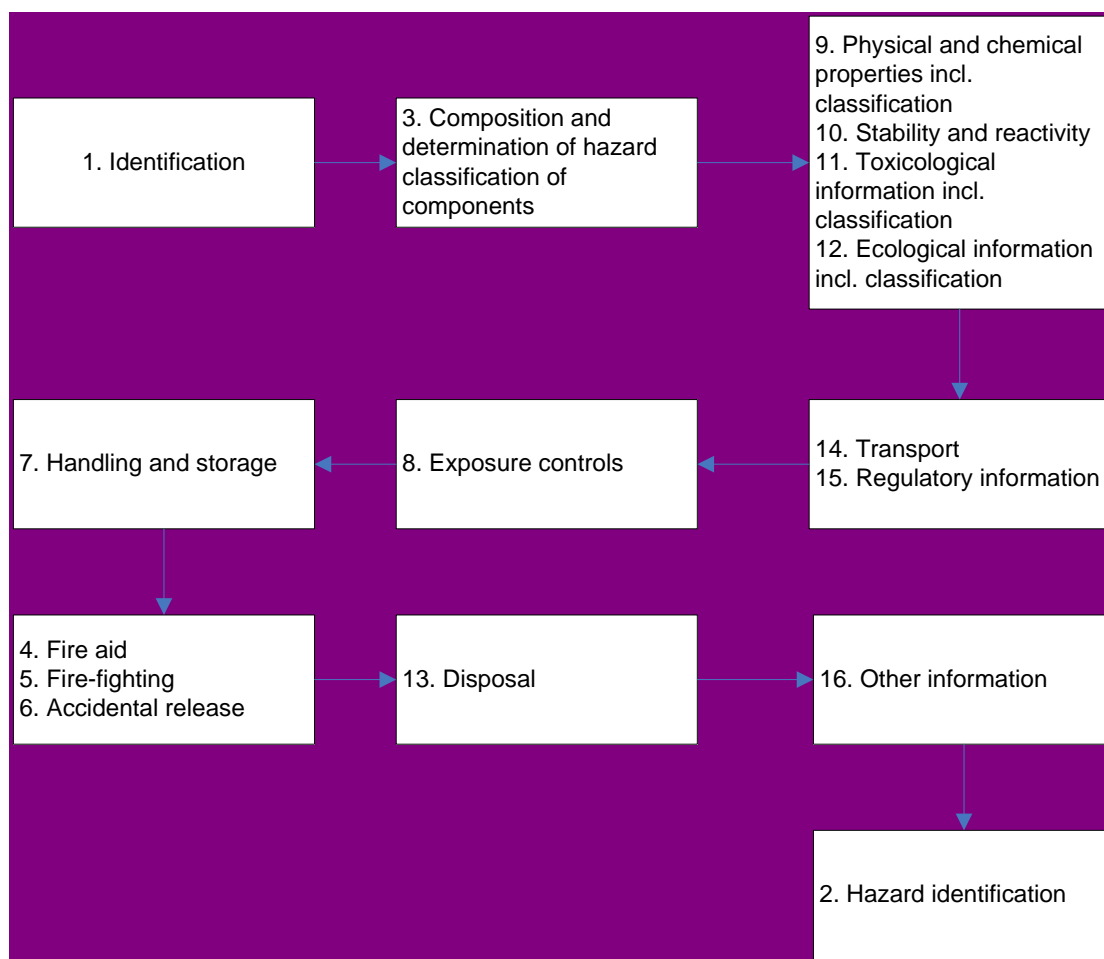 1. Identification
3. Composition and
determination of hazard
classification of
components
9. Physical and chemical
properties incl.
classification
10. Stability and reactivity
11. Toxicological
information incl.
classification
12. Ecological information
incl. classification
7. Handling and storage
8. Exposure controls
14. Transport
15. Regulatory information
4. Fire aid
5. Fire-fighting
6. Accidental release
13. Disposal
16. Other information
2. Hazard identification